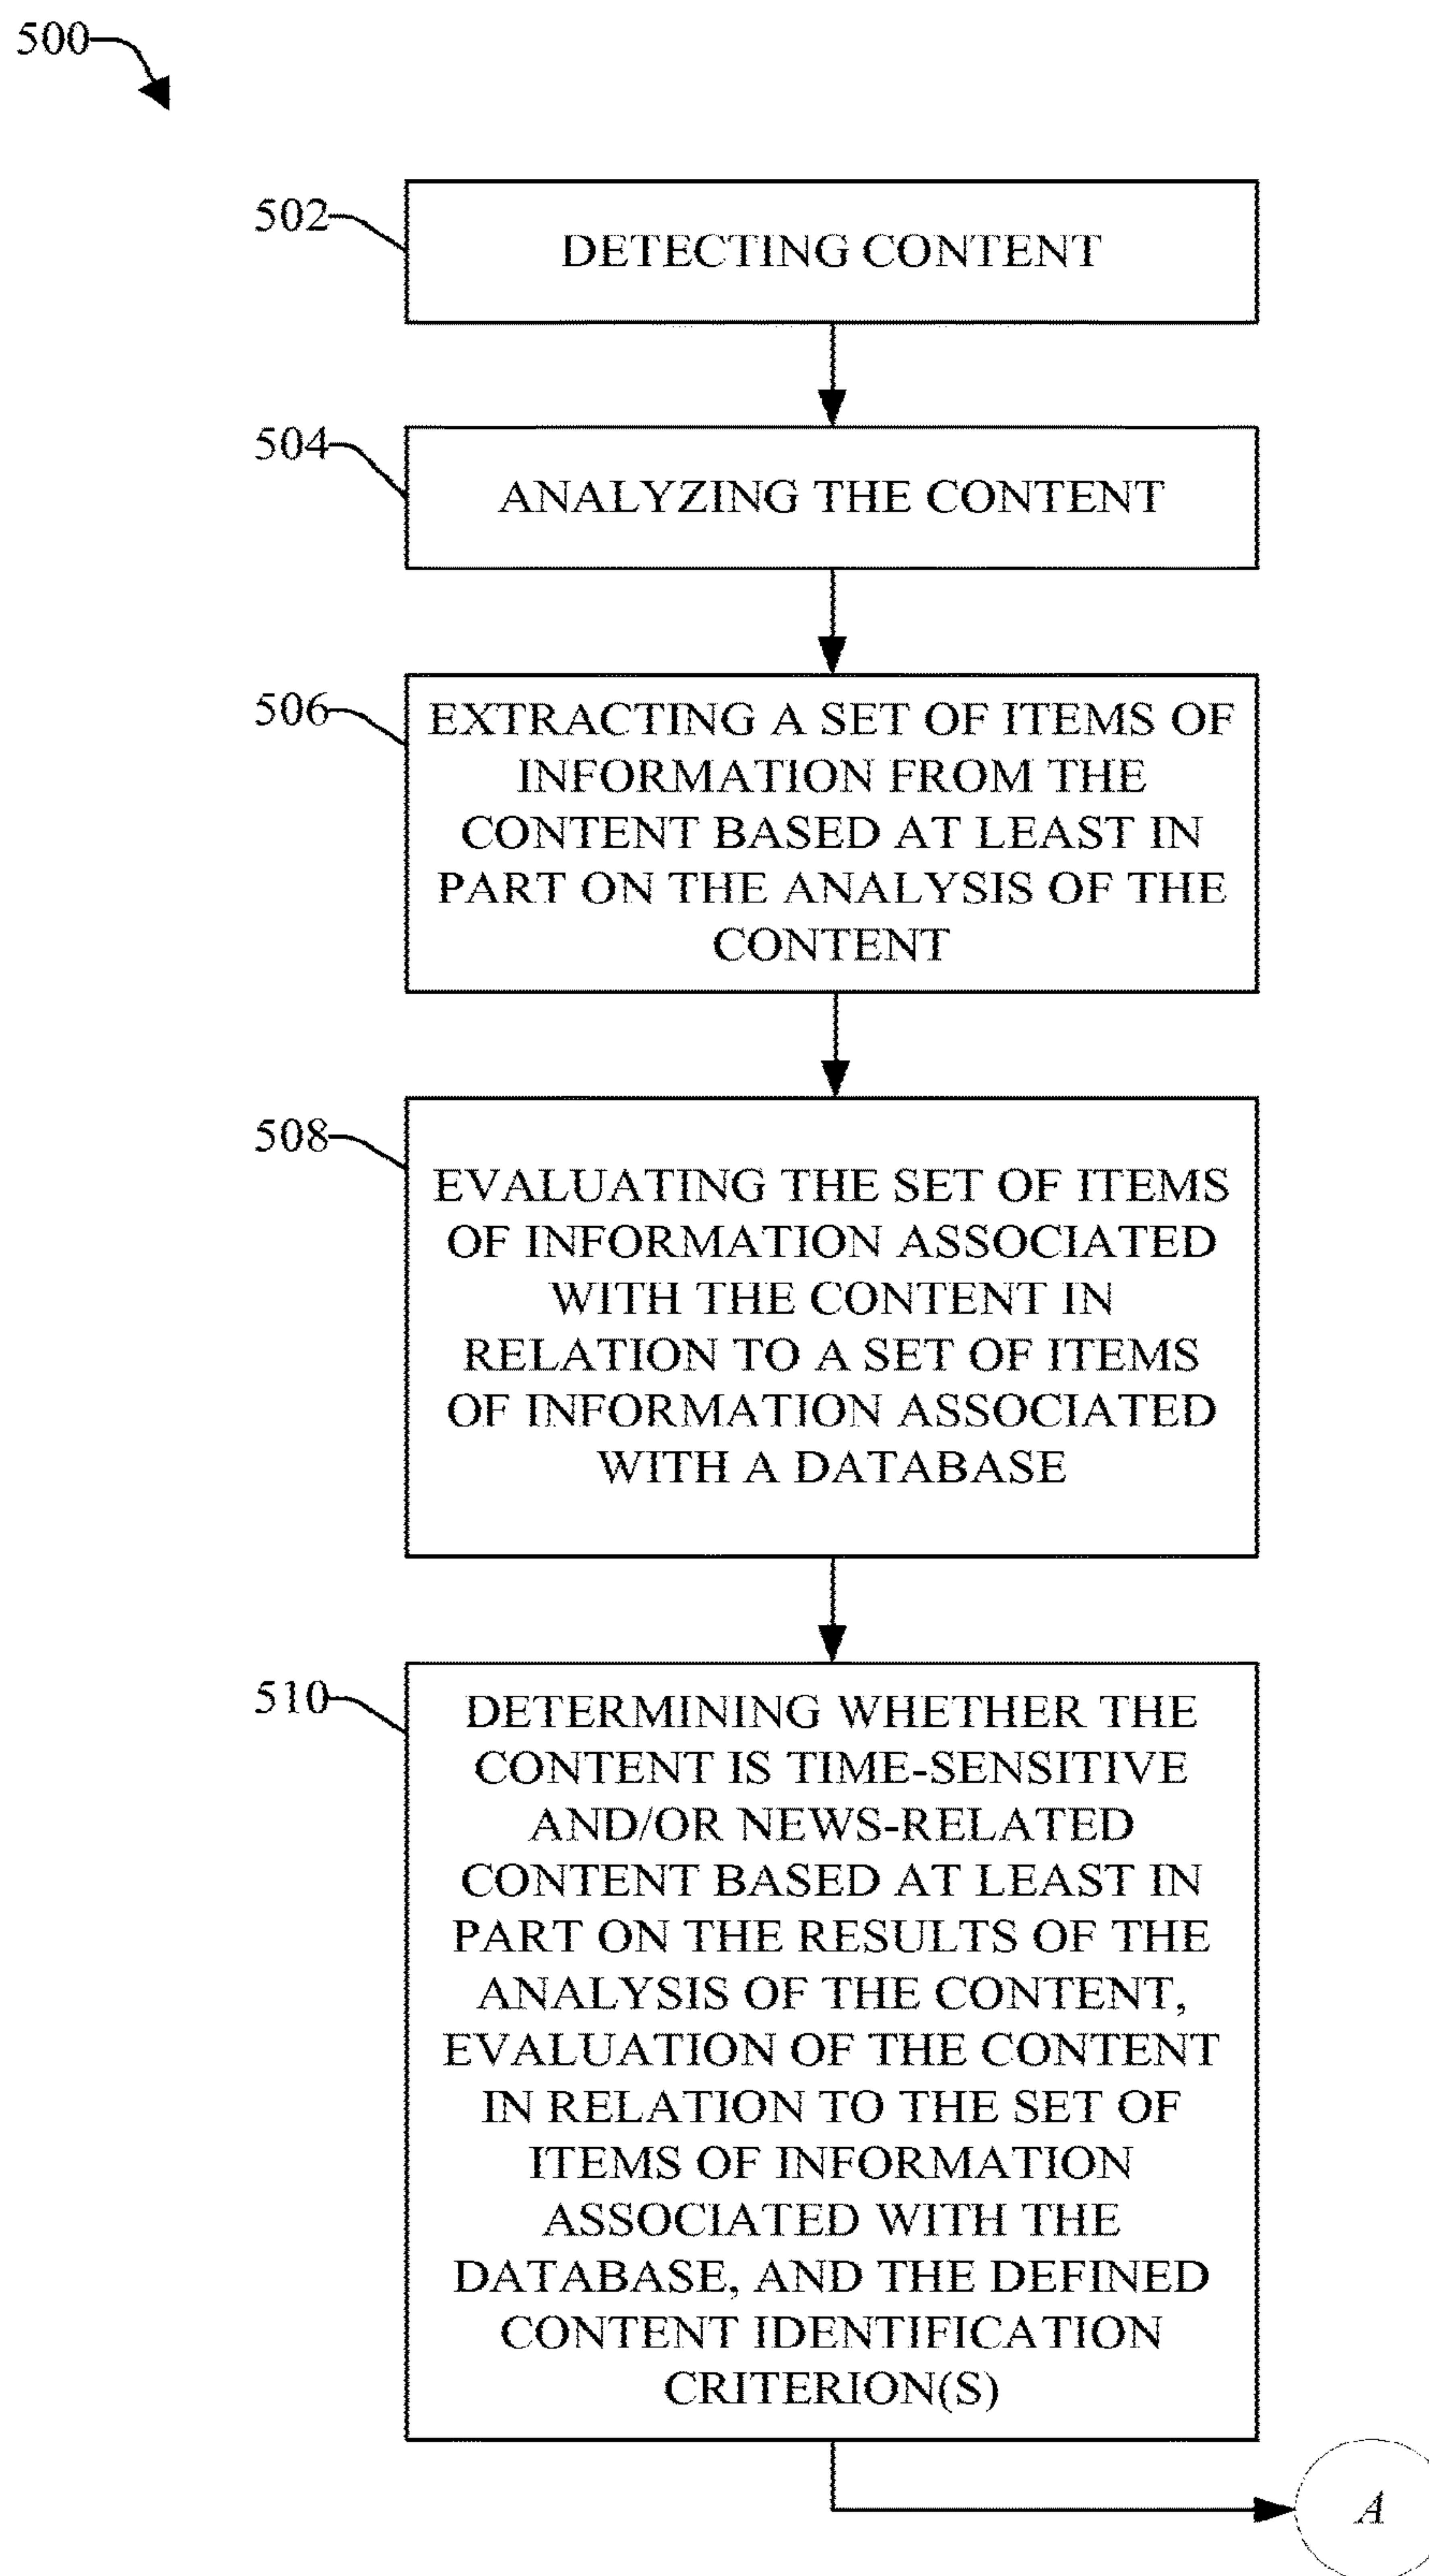 500
502
DETECTING CONTENT
504
ANALYZING THE CONTENT
506
EXTRACTING A SET OF ITEMS OF
INFORMATION FROM THE
CONTENT BASED AT LEAST IN
PART ON THE ANALYSIS OF THE
CONTENT
508
EVALUATING THE SET OF ITEMS
OF INFORMATION ASSOCIATED
WITH THE CONTENT IN
RELATION TO A SET OF ITEMS
OF INFORMATION ASSOCIATED
WITH A DATABASE
510
DETERMINING WHETHER THE
CONTENT IS TIME-SENSITIVE
AND/OR NEWS-RELATED
CONTENT BASED AT LEAST IN
PART ON THE RESULTS OF THE
ANALYSIS OF THE CONTENT,
EVALUATION OF THE CONTENT
IN RELATION TO THE SET OF
ITEMS OF INFORMATION
ASSOCIATED WITH THE
DATABASE, AND THE DEFINED
CONTENT IDENTIFICATION
CRITERION(S)
A